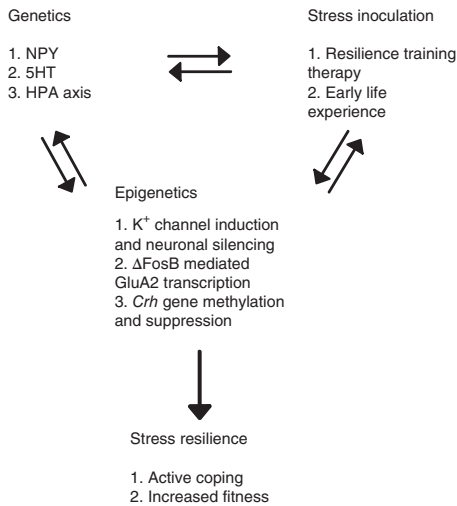 Genetics
1. NPY
2. 5HT
3. HPA axis
Stress inoculation
1. Resilience training
therapy
2. Early life
experience
Epigenetics
1. K⁺ channel induction
and neuronal silencing
2. ΔFosB mediated
GluA2 transcription
3. Crh gene methylation
and suppression
Stress resilience
1. Active coping
2. Increased fitness